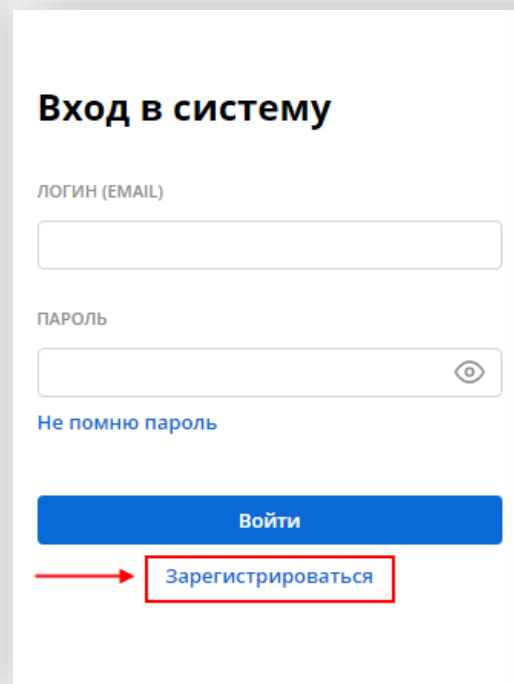 Вход в систему
ЛОГИН (EMAIL)
ПАРОЛЬ
Не помню пароль
Войти
Зарегистрироваться